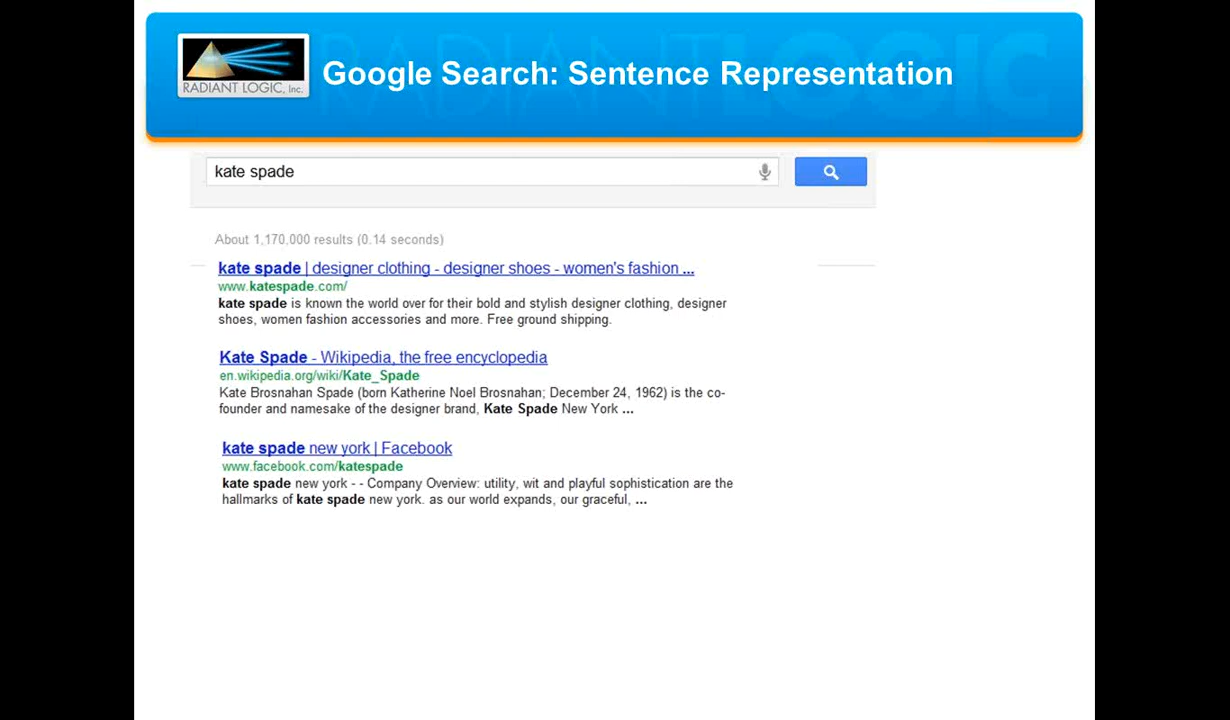 RADIANT LOGIC
RADIANT LOGIC, Inc.
Google Search: Sentence Representation
kate spade
About 1,170,000 results (0.14 seconds)
kate spade | designer clothing - designer shoes - women's fashion ...
www.katespade.com/
kate spade is known the world over for their bold and stylish designer clothing, designer
shoes, women fashion accessories and more. Free ground shipping.
Kate Spade - Wikipedia, the free encyclopedia
en.wikipedia.org/wiki/Kate_Spade
Kate Brosnahan Spade (born Katherine Noel Brosnahan; December 24, 1962) is the co-
founder and namesake of the designer brand, Kate Spade New York ...
kate spade new york | Facebook
www.facebook.com/katespade
kate spade new york - - Company Overview: utility, wit and playful sophistication are the
hallmarks of kate spade new york. as our world expands, our graceful, ...